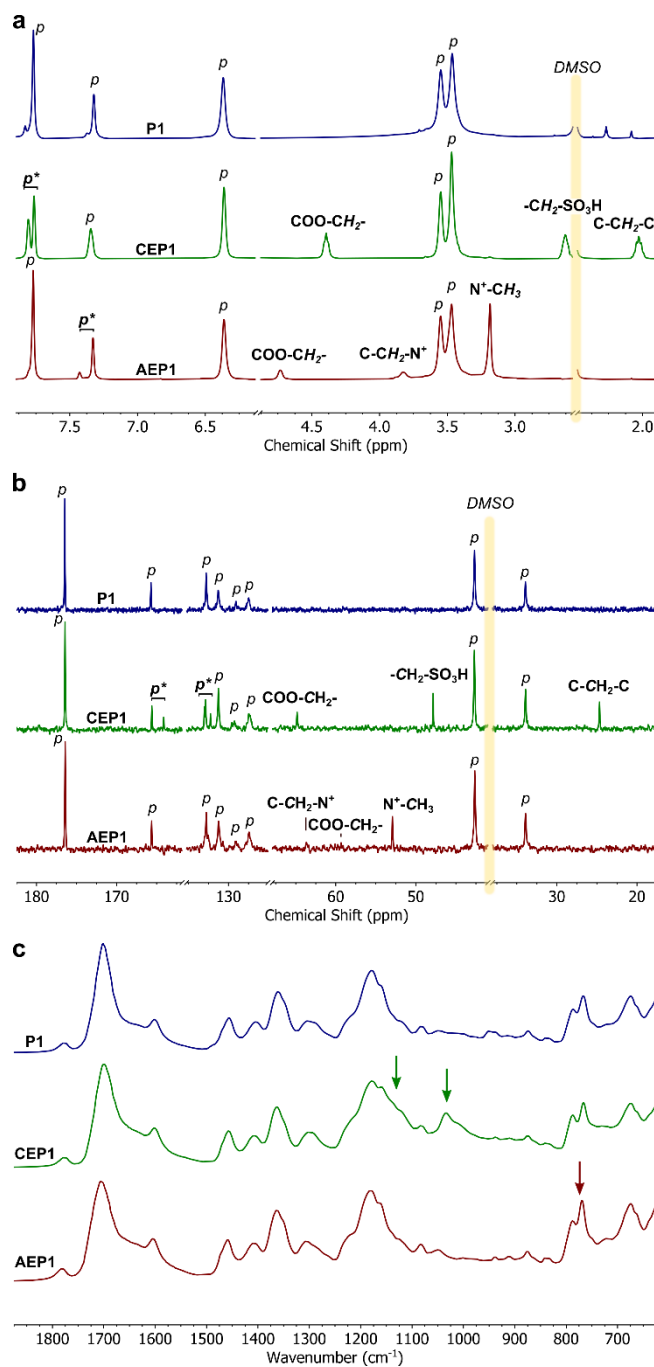 a
p
p
p
p
p
DMSO
P1
p*
p
p
COO-CH2-
p
p
-CH2-SO3H
C-CH2-C
CEP1
p
p*
p
COO-CH2-
C-CH2-N+
p
p
N+-CH3
AEP1
7.5 7.0 6.5 4.5 4.0 3.5 3.0 2.5 2.0
Chemical Shift (ppm)
b
p
p
p
p
p
p
p
DMSO
p
P1
p
p*
p*
p
p
p
COO-CH2-
-CH2-SO3H
p
p
C-CH2-C
CEP1
p
p
p
p
p
p
C-CH2-N+
COO-CH2-
N+-CH3
p
p
AEP1
180 170 130 60 50 40 30 20
Chemical Shift (ppm)
c
P1
CEP1
AEP1
1800 1700 1600 1500 1400 1300 1200 1100 1000 900 800 700
Wavenumber (cm-1)